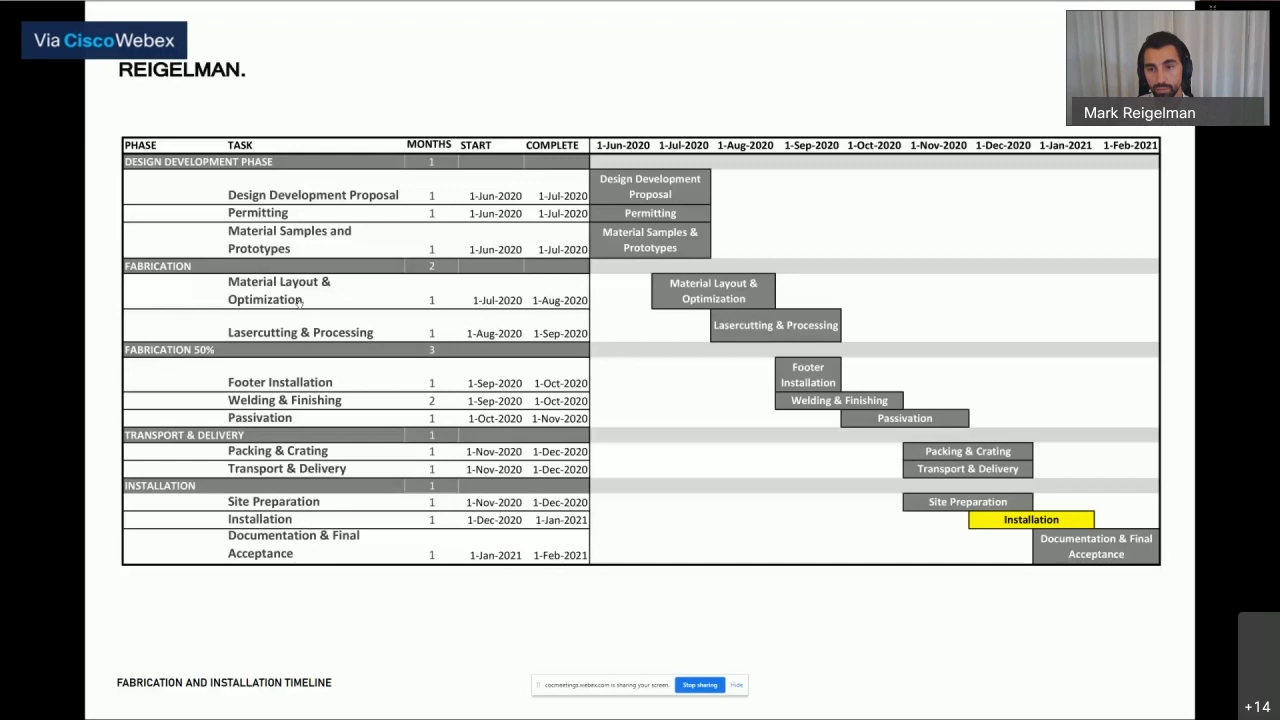 Via CiscoWebex
REIGELMAN.
Mark Reigelman
PHASE TASK MONTHS START COMPLETE 1-Jun-2020 1-Jul-2020 1-Aug-2020 1-Sep-2020 1-Oct-2020 1-Nov-2020 1-Dec-2020 1-Jan-2021 1-Feb-2021
DESIGN DEVELOPMENT PHASE 1
Design Development Proposal 1 1-Jun-2020 1-Jul-2020
Design Development
Proposal
Permitting 1 1-Jun-2020 1-Jul-2020 Permitting
Material Samples and
Prototypes 1 1-Jun-2020 1-Jul-2020
Material Samples &
Prototypes
FABRICATION 2
Material Layout &
Optimization 1 1-Jul-2020 1-Aug-2020
Material Layout &
Optimization
Lasercutting & Processing 1 1-Aug-2020 1-Sep-2020 Lasercutting & Processing
FABRICATION 50% 3
Footer Installation 1 1-Sep-2020 1-Oct-2020
Footer
Installation
Welding & Finishing 2 1-Sep-2020 1-Oct-2020 Welding & Finishing
Passivation 1 1-Oct-2020 1-Nov-2020 Passivation
TRANSPORT & DELIVERY 1
Packing & Crating 1 1-Nov-2020 1-Dec-2020 Packing & Crating
Transport & Delivery 1 1-Nov-2020 1-Dec-2020 Transport & Delivery
INSTALLATION 1
Site Preparation 1 1-Nov-2020 1-Dec-2020 Site Preparation
Installation 1 1-Dec-2020 1-Jan-2021 Installation
Documentation & Final
Acceptance 1 1-Jan-2021 1-Feb-2021
Documentation & Final
Acceptance
FABRICATION AND INSTALLATION TIMELINE
cocmeetings.webex.com is sharing your screen. Stop sharing Hide
+14